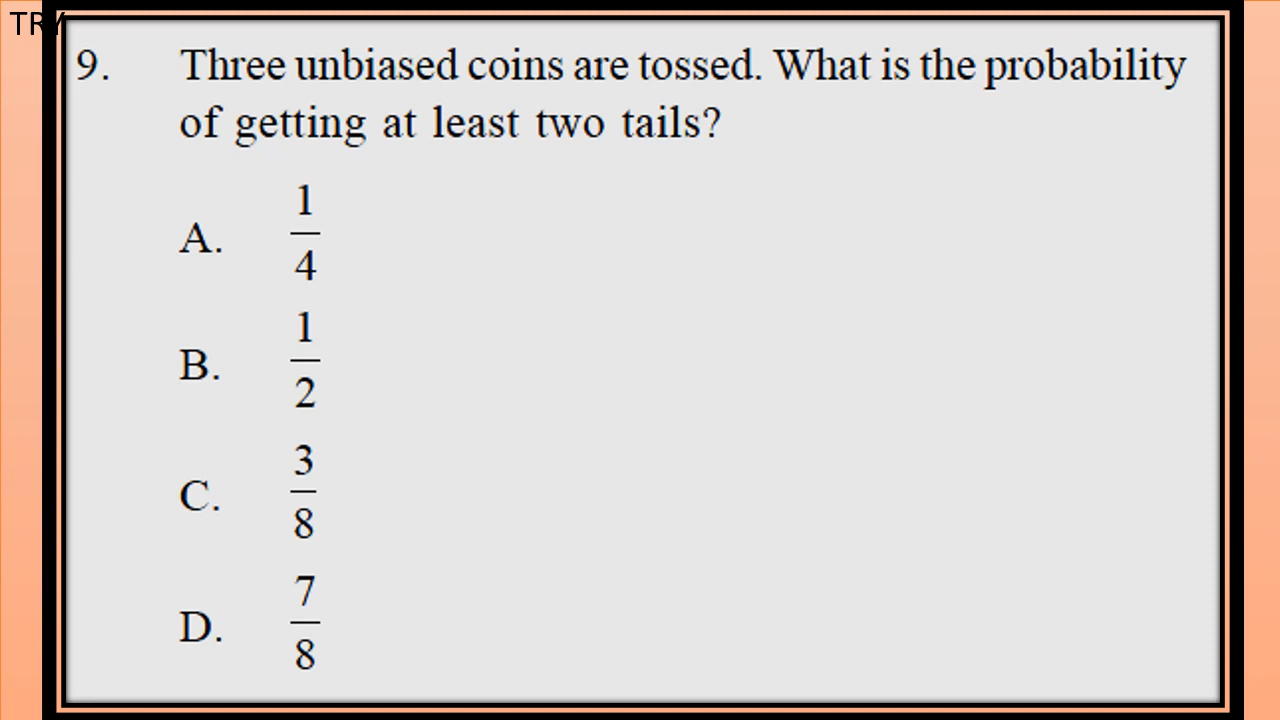 TRY
9. Three unbiased coins are tossed. What is the probability
of getting at least two tails?
A. 1/4
B. 1/2
C. 3/8
D. 7/8